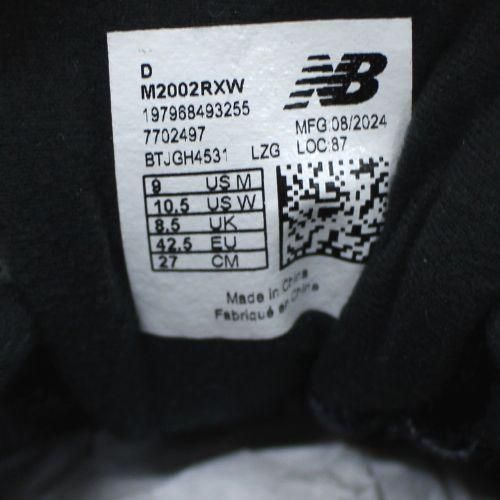 D
M2002RXW
197968493255
7702497
BTJGH4531 LZG
NB
MFG:08/2024
LOC:87
9 US M
10.5 US W
8.5 UK
42.5 EU
27 CM
Made in China
Fabriqué en Chine